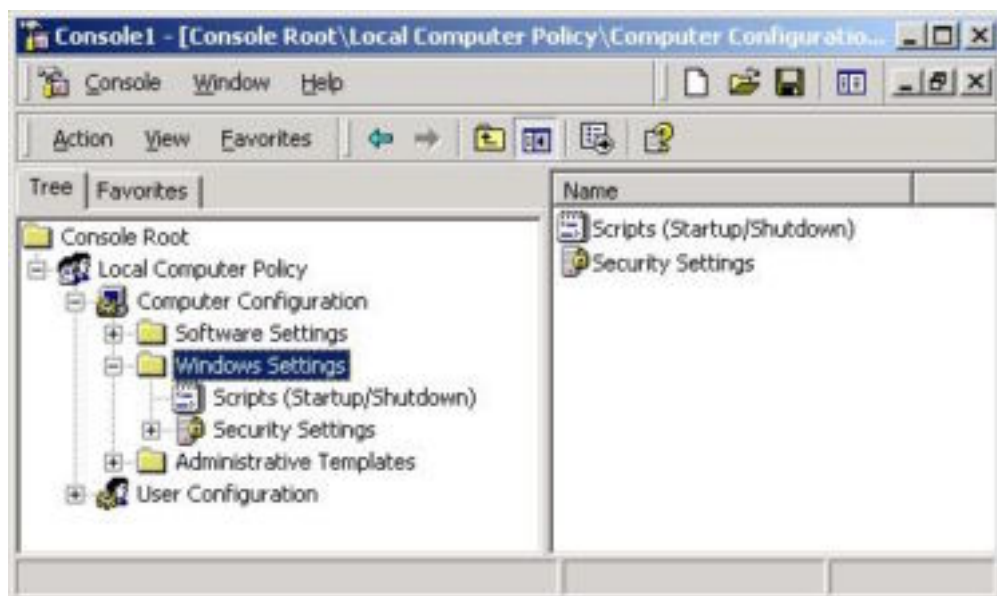 Console1 - [Console Root\Local Computer Policy\Computer Configuratio...
Console Window Help
Action View Favorites
Tree Favorites
Name
Console Root
Local Computer Policy
Computer Configuration
Software Settings
Windows Settings
Scripts (Startup/Shutdown)
Security Settings
Administrative Templates
User Configuration
Scripts (Startup/Shutdown)
Security Settings